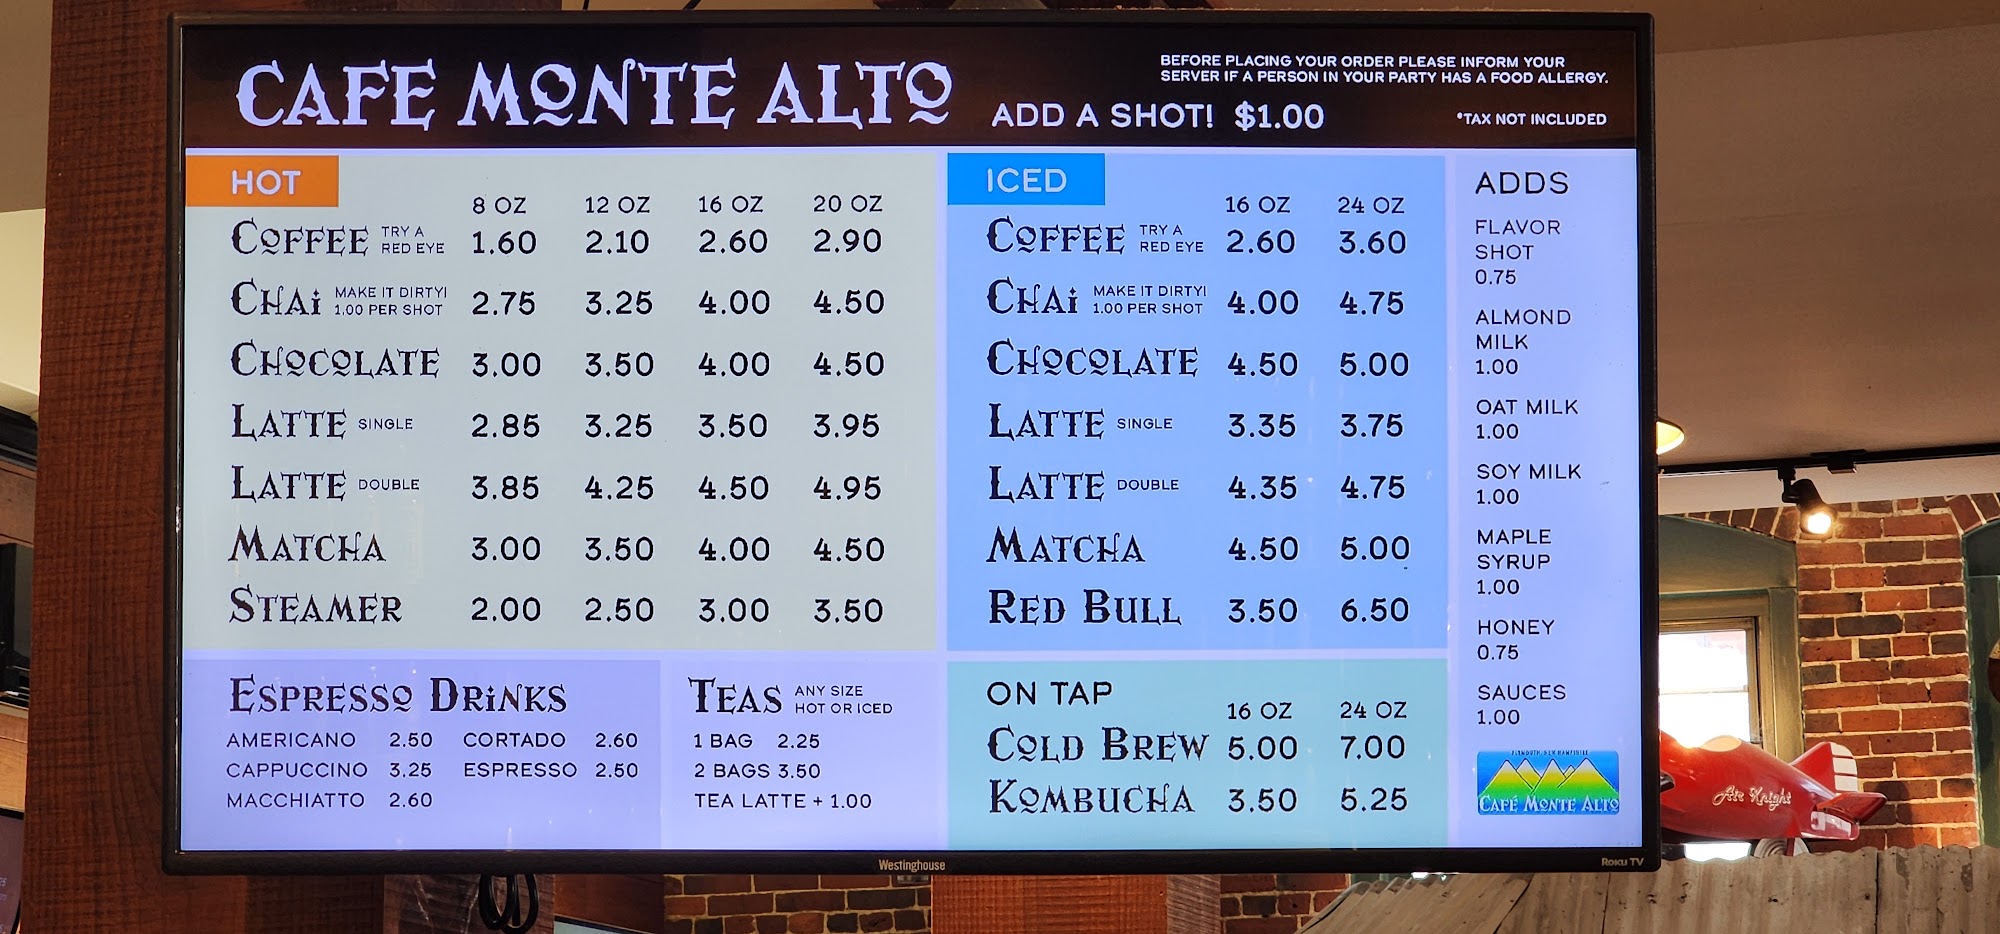 CAFE MONTE ALTO
BEFORE PLACING YOUR ORDER PLEASE INFORM YOUR
SERVER IF A PERSON IN YOUR PARTY HAS A FOOD ALLERGY.
ADD A SHOT! $1.00
*TAX NOT INCLUDED
HOT
8 OZ 12 OZ 16 OZ 20 OZ
COFFEE TRY A RED EYE 1.60 2.10 2.60 2.90
CHAi MAKE IT DIRTY! 1.00 PER SHOT 2.75 3.25 4.00 4.50
CHOCOLATE 3.00 3.50 4.00 4.50
LATTE SINGLE 2.85 3.25 3.50 3.95
LATTE DOUBLE 3.85 4.25 4.50 4.95
MATCHA 3.00 3.50 4.00 4.50
STEAMER 2.00 2.50 3.00 3.50
ICED
16 OZ 24 OZ
COFFEE TRY A RED EYE 2.60 3.60
CHAi MAKE IT DIRTY! 1.00 PER SHOT 4.00 4.75
CHOCOLATE 4.50 5.00
LATTE SINGLE 3.35 3.75
LATTE DOUBLE 4.35 4.75
MATCHA 4.50 5.00
RED BULL 3.50 6.50
ADDS
FLAVOR
SHOT
0.75
ALMOND
MILK
1.00
OAT MILK
1.00
SOY MILK
1.00
MAPLE
SYRUP
1.00
HONEY
0.75
SAUCES
1.00
ESPRESSO DRiNKS
AMERICANO 2.50 CORTADO 2.60
CAPPUCCINO 3.25 ESPRESSO 2.50
MACCHIATTO 2.60
TEAS ANY SIZE HOT OR ICED
1 BAG 2.25
2 BAGS 3.50
TEA LATTE + 1.00
ON TAP
16 OZ 24 OZ
COLD BREW 5.00 7.00
KOMBUCHA 3.50 5.25
PLYMOUTH, NEW HAMPSHIRE
CAFÉ MONTE ALTO
Air Knight
Westinghouse
Roku TV